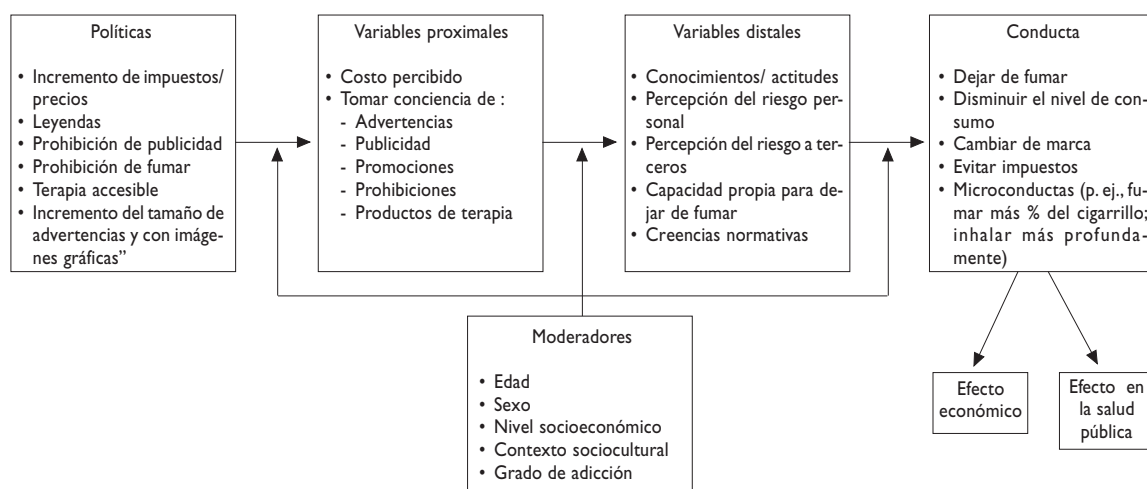 Políticas
• Incremento de impuestos/
precios
• Leyendas
• Prohibición de publicidad
• Prohibición de fumar
• Terapia accesible
• Incremento del tamaño de
advertencias y con imáge-
nes gráficas”
Variables proximales
• Costo percibido
• Tomar conciencia de :
- Advertencias
- Publicidad
- Promociones
- Prohibiciones
- Productos de terapia
Variables distales
• Conocimientos/ actitudes
• Percepción del riesgo per-
sonal
• Percepción del riesgo a ter-
ceros
• Capacidad propia para de-
jar de fumar
• Creencias normativas
Conducta
• Dejar de fumar
• Disminuir el nivel de con-
sumo
• Cambiar de marca
• Evitar impuestos
• Microconductas (p. ej., fu-
mar más % del cigarrillo;
inhalar más profunda-
mente)
Moderadores
• Edad
• Sexo
• Nivel socioeconómico
• Contexto sociocultural
• Grado de adicción
Efecto
económico
Efecto en
la salud
pública